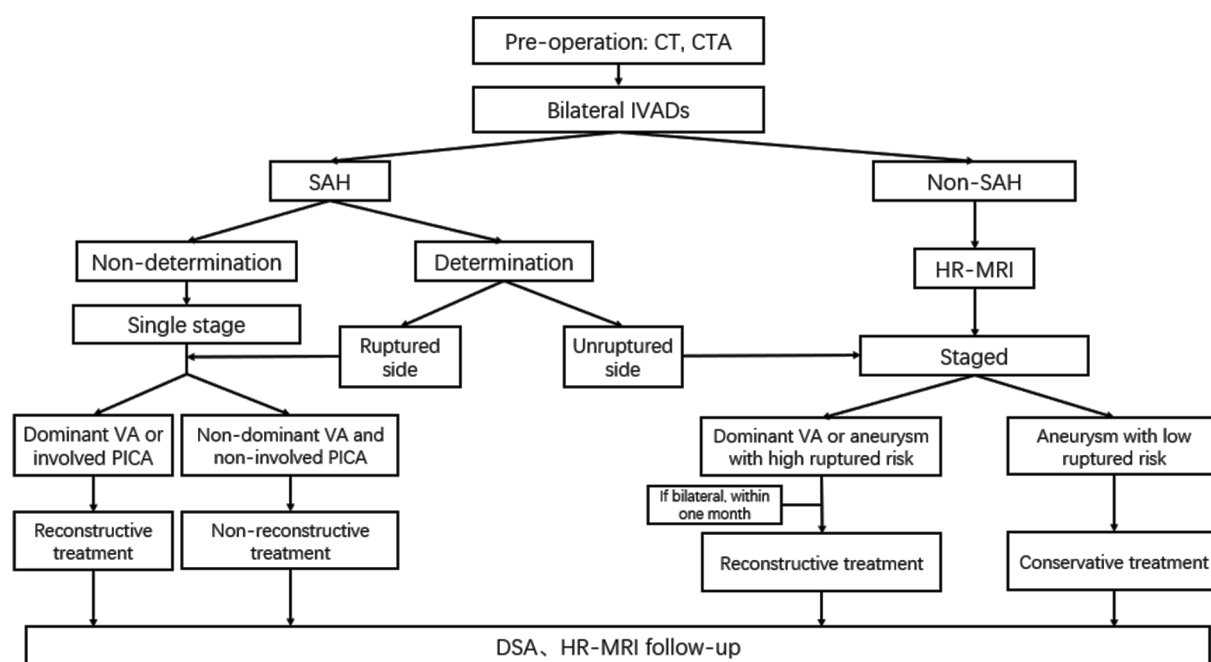 Pre-operation: CT, CTA
Bilateral IVADs
SAH
Non-SAH
Non-determination
Determination
HR-MRI
Single stage
Ruptured
side
Unruptured
side
Staged
Dominant VA or
involved PICA
Non-dominant VA and
non-involved PICA
Dominant VA or aneurysm
with high ruptured risk
Aneurysm with low
ruptured risk
If bilateral, within
one month
Reconstructive
treatment
Non-reconstructive
treatment
Reconstructive treatment
Conservative treatment
DSA、HR-MRI follow-up